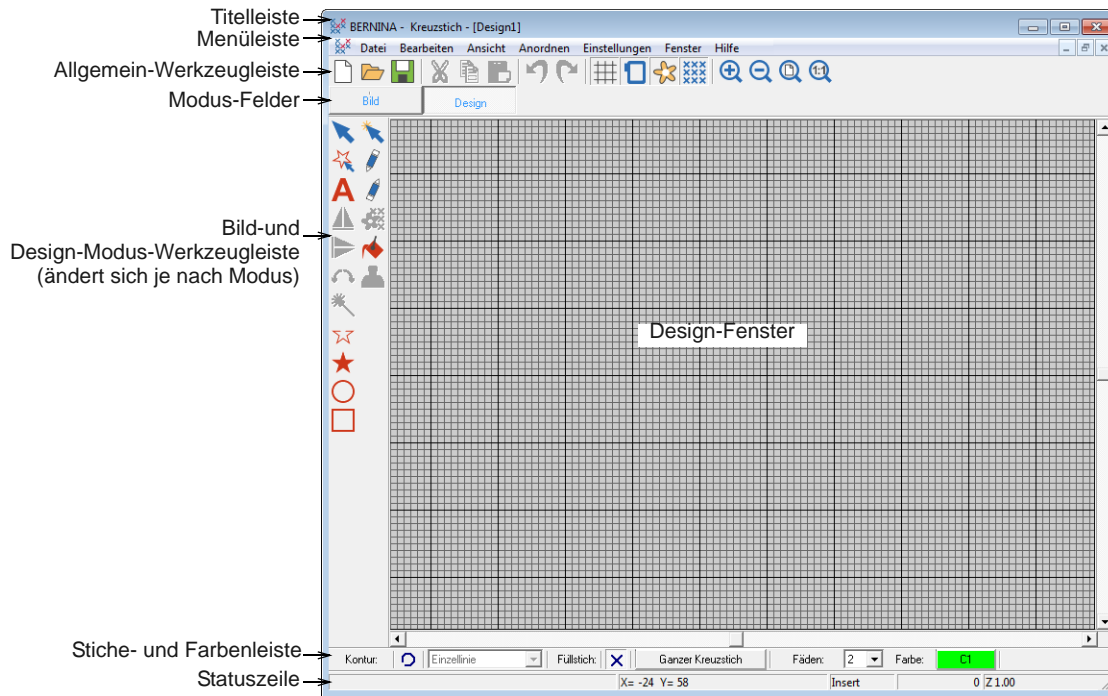 Titelleiste
Menüleiste
Allgemein-Werkzeugleiste
Modus-Felder
Bild-und
Design-Modus-Werkzeugleiste
(ändert sich je nach Modus)
Stiche- und Farbenleiste
Statuszeile
BERNINA - Kreuzstich - [Design1]
Datei Bearbeiten Ansicht Anordnen Einstellungen Fenster Hilfe
1:1
Bild Design
A
Design-Fenster
Kontur: Einzellinie Füllstich: Ganzer Kreuzstich Fäden: 2 Farbe: C1
X= -24 Y= 58 Insert 0 Z 1.00